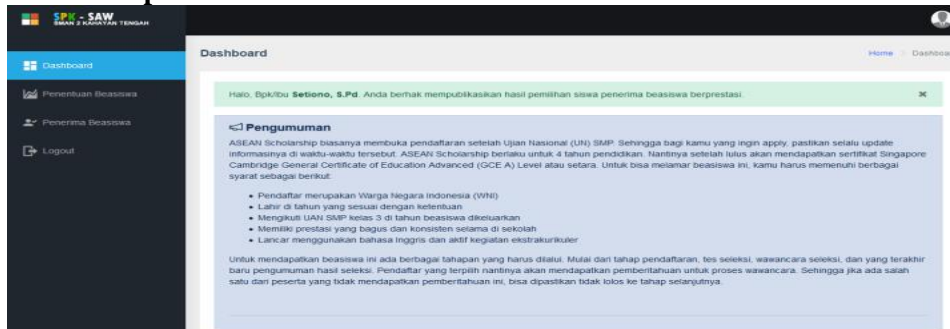 SPK - SAW
SMAN 2 KAHAYAN TENGAH
Dashboard
Penentuan Beasiswa
Penerima Beasiswa
Logout
Dashboard
Home
Halo, Bpk/Ibu Setiono, S.Pd. Anda berhak mempublikasikan hasil pemilihan siswa penerima beasiswa berprestasi.
Pengumuman
ASEAN Scholarship biasanya membuka pendaftaran setelah Ujian Nasional (UN) SMP. Sehingga bagi kamu yang ingin apply, pastikan selalu update
informasinya di waktu-waktu tersebut. ASEAN Scholarship berlaku untuk 4 tahun pendidikan. Nantinya setelah lulus akan mendapatkan sertifikat Singapore
Cambridge General Certificate of Education Advanced (GCE A) Level atau setara. Untuk bisa melamar beasiswa ini, kamu harus memenuhi berbagai
syarat sebagai berikut:
• Pendaftar merupakan Warga Negara Indonesia (WNI)
• Lahir di tahun yang sesuai dengan ketentuan
• Mengikuti UAN SMP kelas 3 di tahun beasiswa dikeluarkan
• Memiliki prestasi yang bagus dan konsisten selama di sekolah
• Lancar menggunakan bahasa Inggris dan aktif kegiatan ekstrakurikuler
Untuk mendapatkan beasiswa ini ada berbagai tahapan yang harus dilalui. Mulai dari tahap pendaftaran, tes seleksi, wawancara seleksi, dan yang terakhir
baru pengumuman hasil seleksi. Pendaftar yang terpilih nantinya akan mendapatkan pemberitahuan untuk proses wawancara. Sehingga jika ada salah
satu dari peserta yang tidak mendapatkan pemberitahuan ini, bisa dipastikan tidak lolos ke tahap selanjutnya.